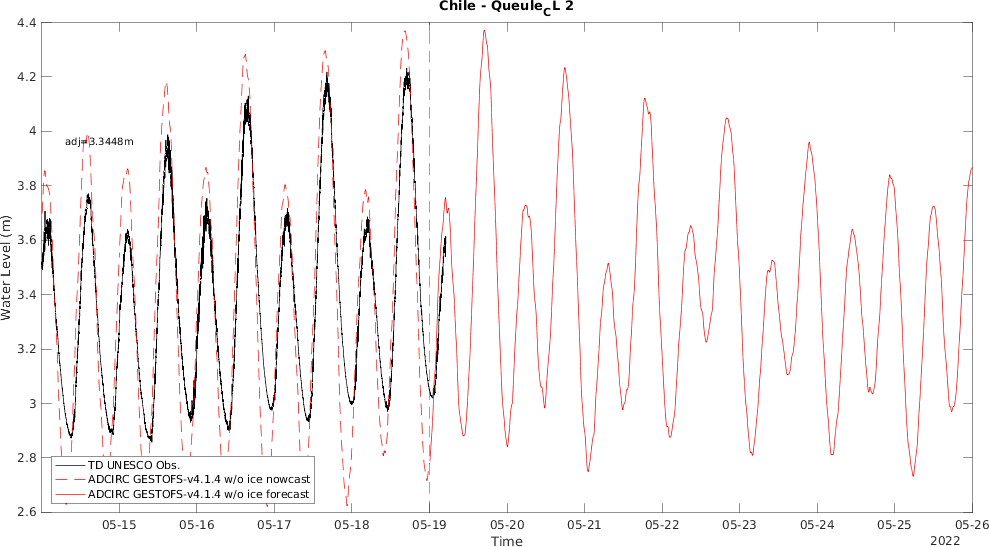 Chile - Queule_CL 2
Water Level (m)
4.4
4.2
4
3.8
3.6
3.4
3.2
3
2.8
2.6
adj=3.3448m
TD UNESCO Obs.
ADCIRC GESTOFS-v4.1.4 w/o ice nowcast
ADCIRC GESTOFS-v4.1.4 w/o ice forecast
05-15 05-16 05-17 05-18 05-19 05-20 05-21 05-22 05-23 05-24 05-25 05-26
Time
2022